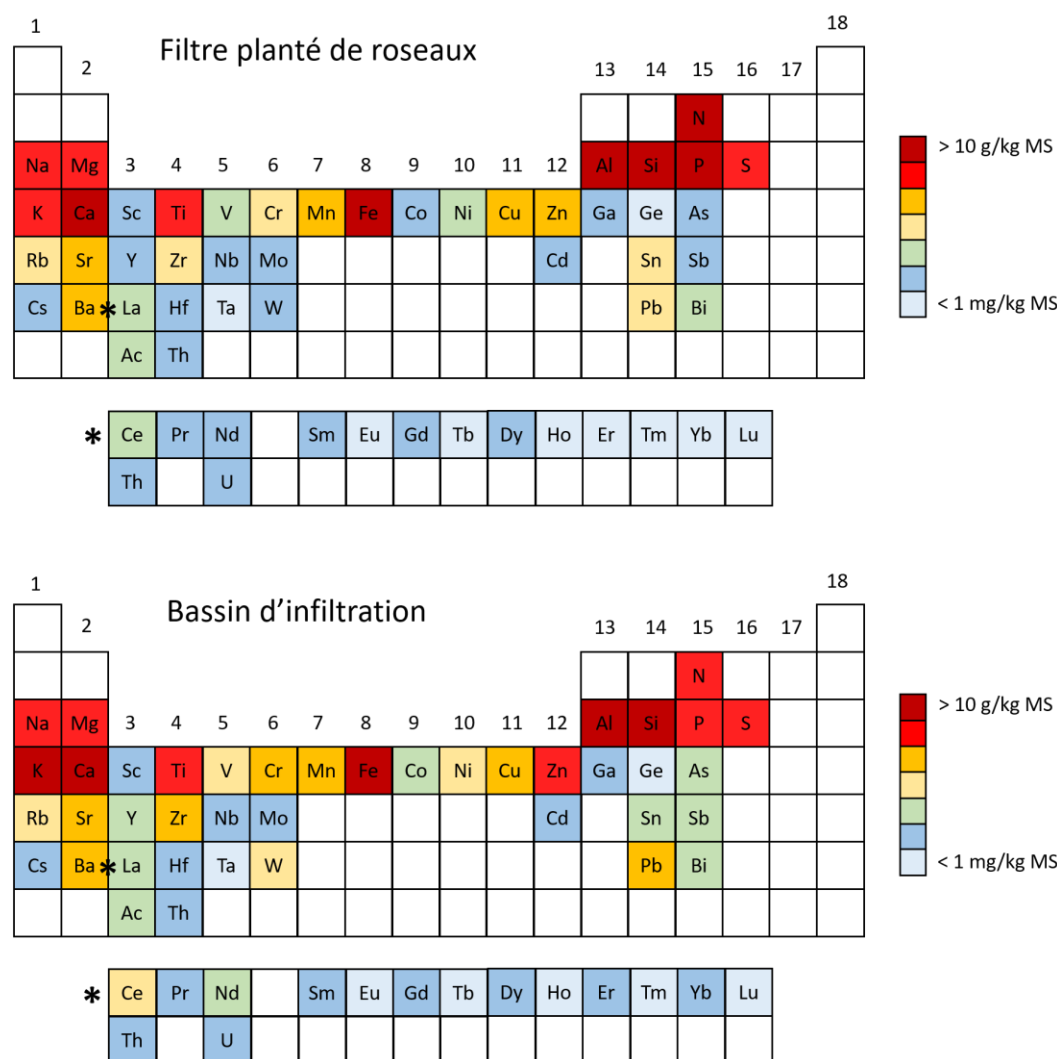 1 18
Filtre planté de roseaux
2 13 14 15 16 17
N
Na Mg 3 4 5 6 7 8 9 10 11 12 Al Si P S
> 10 g/kg MS
K Ca Sc Ti V Cr Mn Fe Co Ni Cu Zn Ga Ge As
Rb Sr Y Zr Nb Mo Cd Sn Sb
Cs Ba * La Hf Ta W Pb Bi
< 1 mg/kg MS
Ac Th
* Ce Pr Nd Sm Eu Gd Tb Dy Ho Er Tm Yb Lu
Th U
1 18
Bassin d'infiltration
2 13 14 15 16 17
N
> 10 g/kg MS
Na Mg 3 4 5 6 7 8 9 10 11 12 Al Si P S
K Ca Sc Ti V Cr Mn Fe Co Ni Cu Zn Ga Ge As
Rb Sr Y Zr Nb Mo Cd Sn Sb
Cs Ba * La Hf Ta W Pb Bi
< 1 mg/kg MS
Ac Th
* Ce Pr Nd Sm Eu Gd Tb Dy Ho Er Tm Yb Lu
Th U